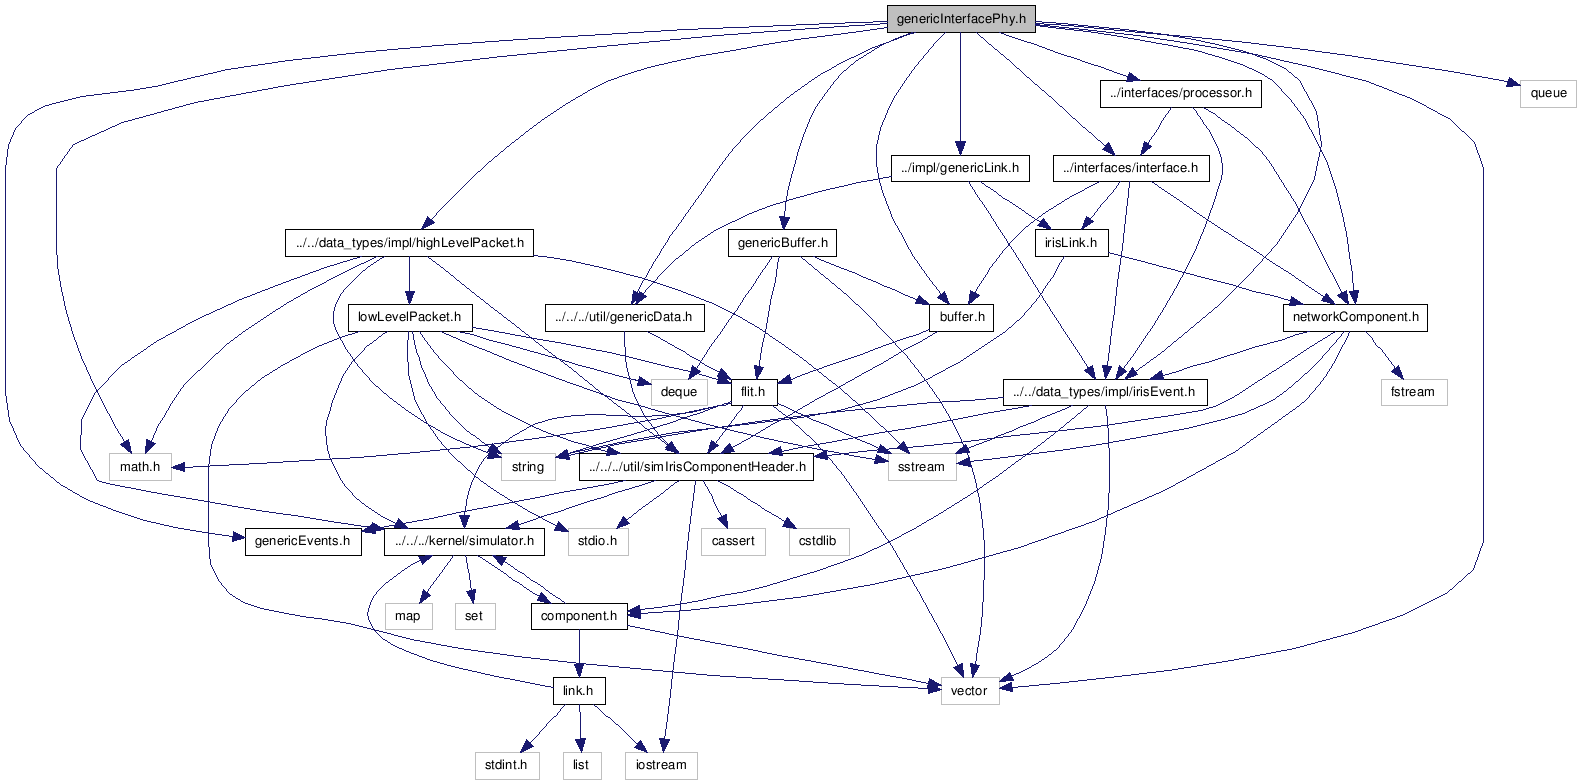 genericInterfacePhy.h
../interfaces/processor.h
queue
../impl/genericLink.h
../interfaces/interface.h
../../data_types/impl/highLevelPacket.h
genericBuffer.h
irisLink.h
lowLevelPacket.h
../../../util/genericData.h
buffer.h
networkComponent.h
deque
flit.h
../../data_types/impl/irisEvent.h
fstream
math.h
string
../../../util/simIrisComponentHeader.h
sstream
genericEvents.h
../../../kernel/simulator.h
stdio.h
cassert
cstdlib
map
set
component.h
link.h
vector
stdint.h
list
iostream